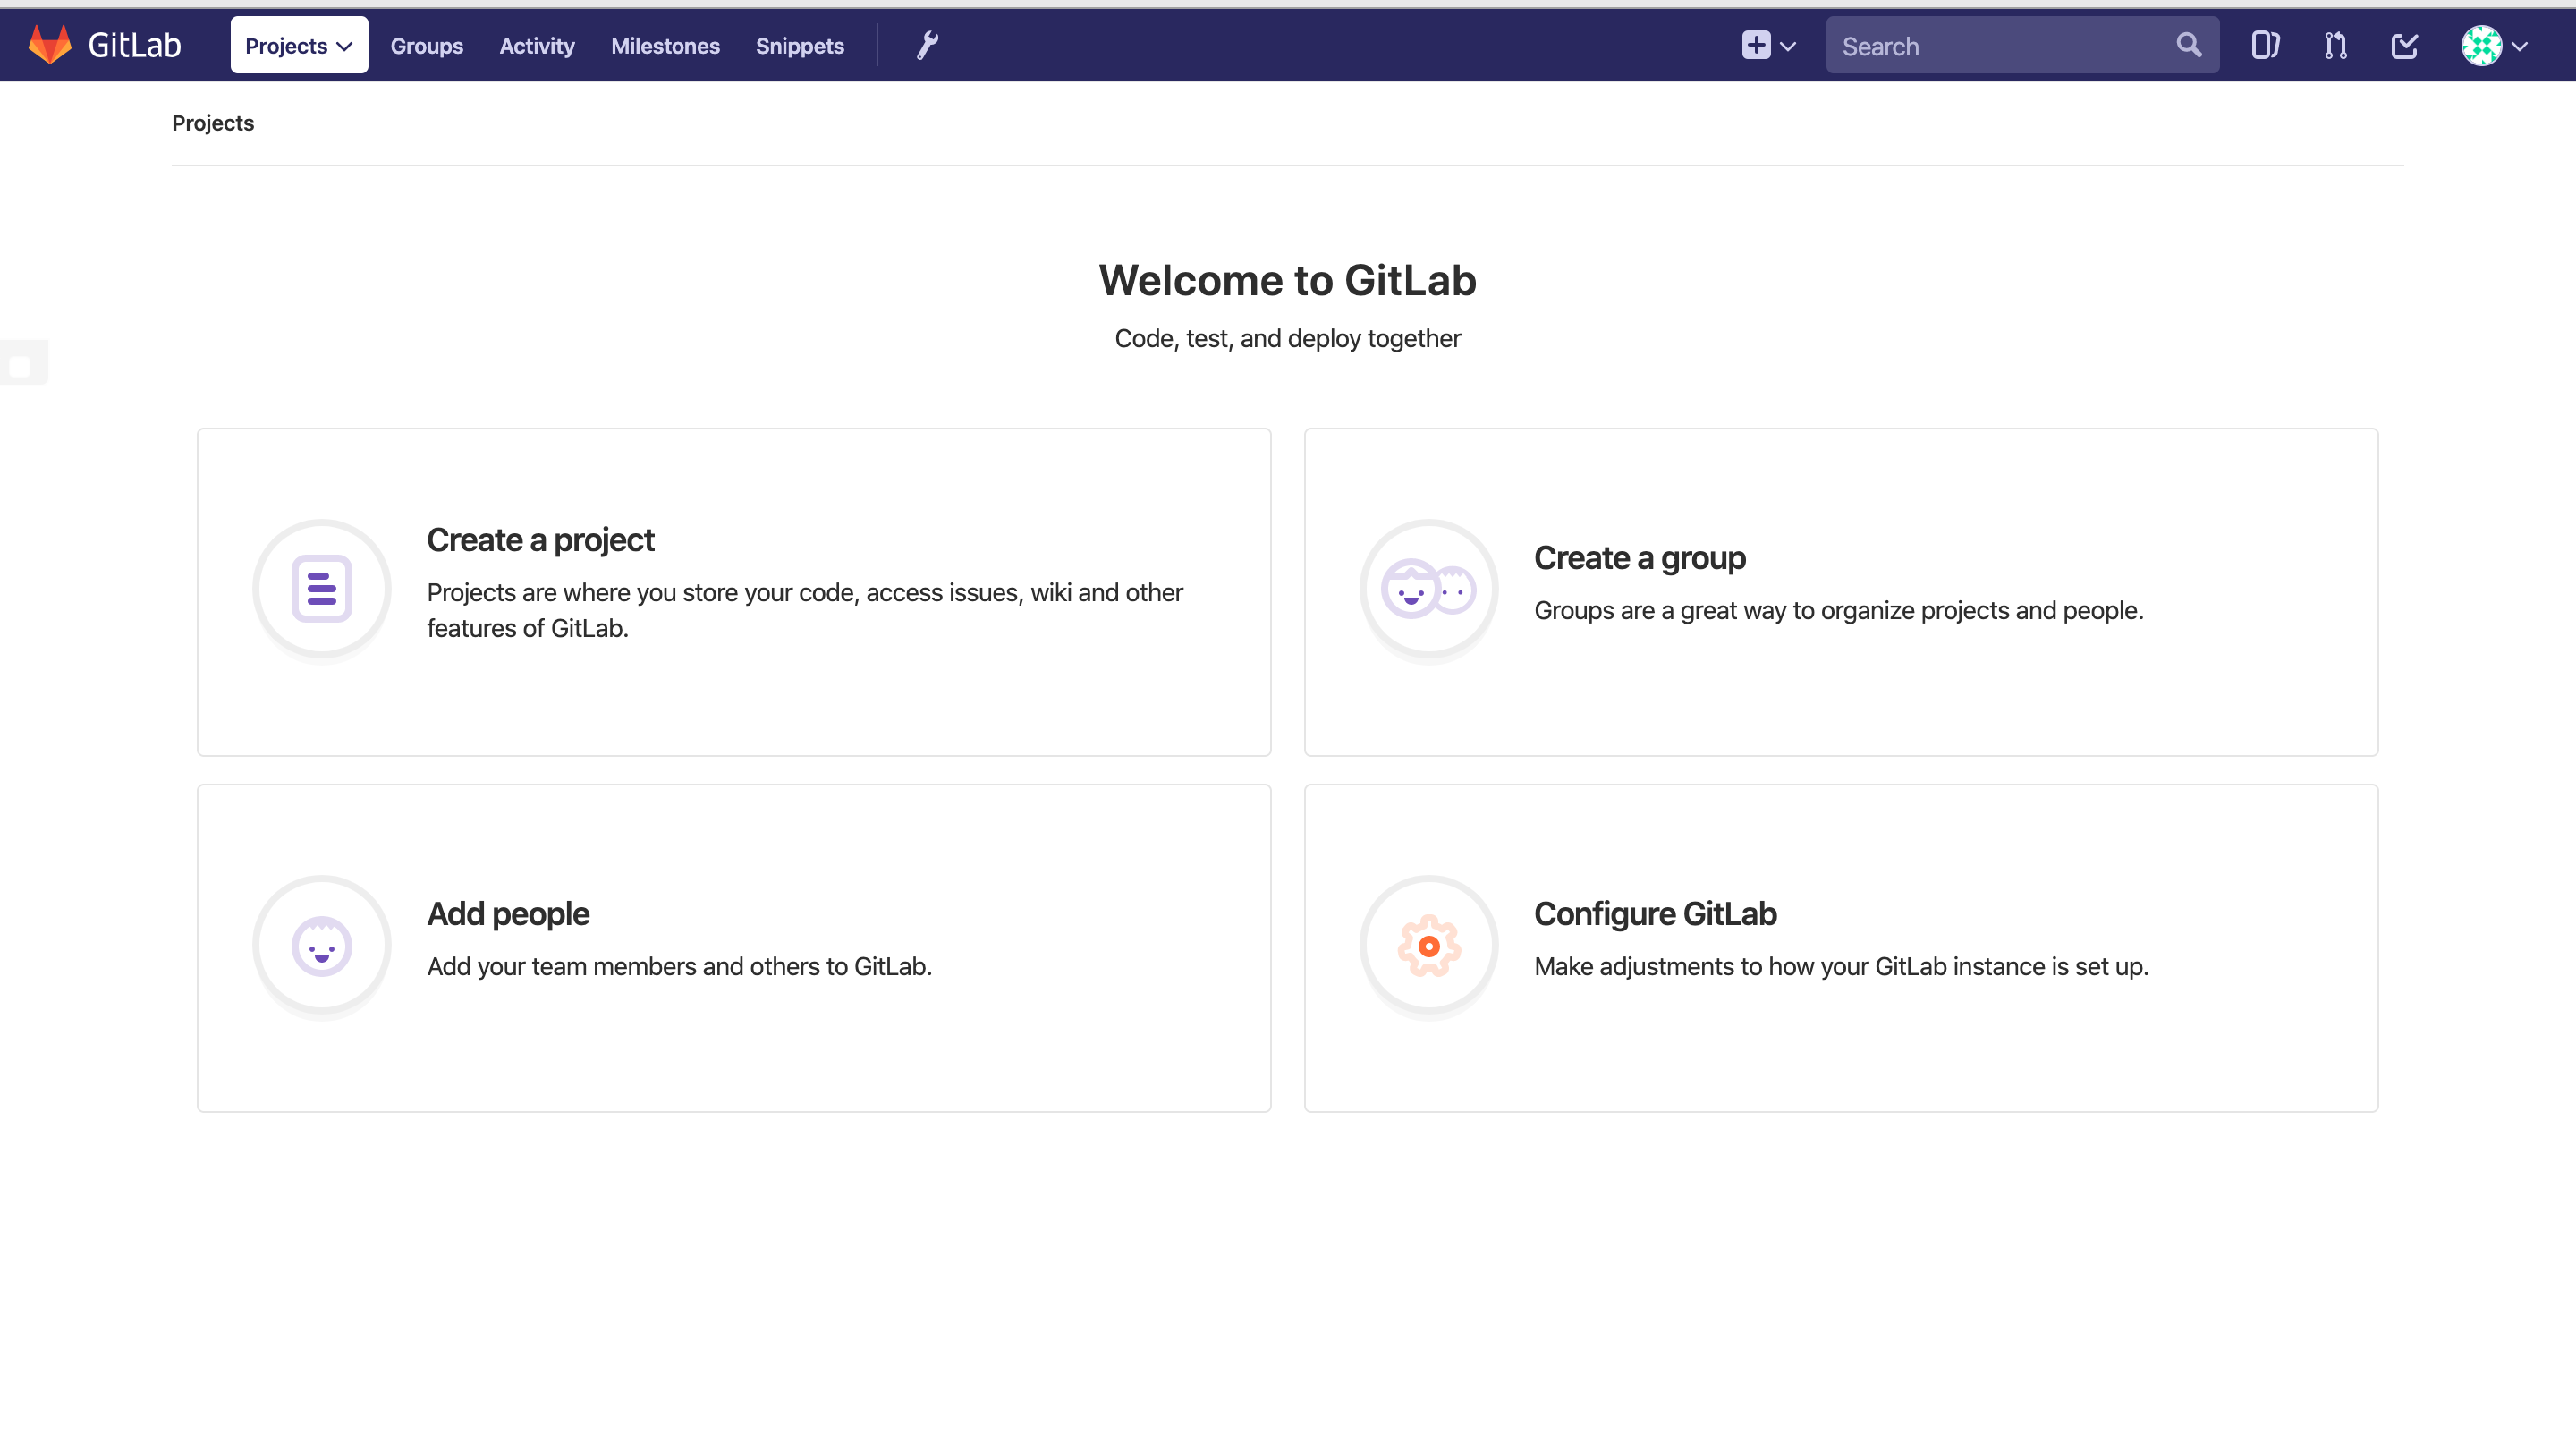 GitLab
Projects Groups Activity Milestones Snippets
Search
Projects
Welcome to GitLab
Code, test, and deploy together
Create a project
Projects are where you store your code, access issues, wiki and other
features of GitLab.
Create a group
Groups are a great way to organize projects and people.
Add people
Add your team members and others to GitLab.
Configure GitLab
Make adjustments to how your GitLab instance is set up.